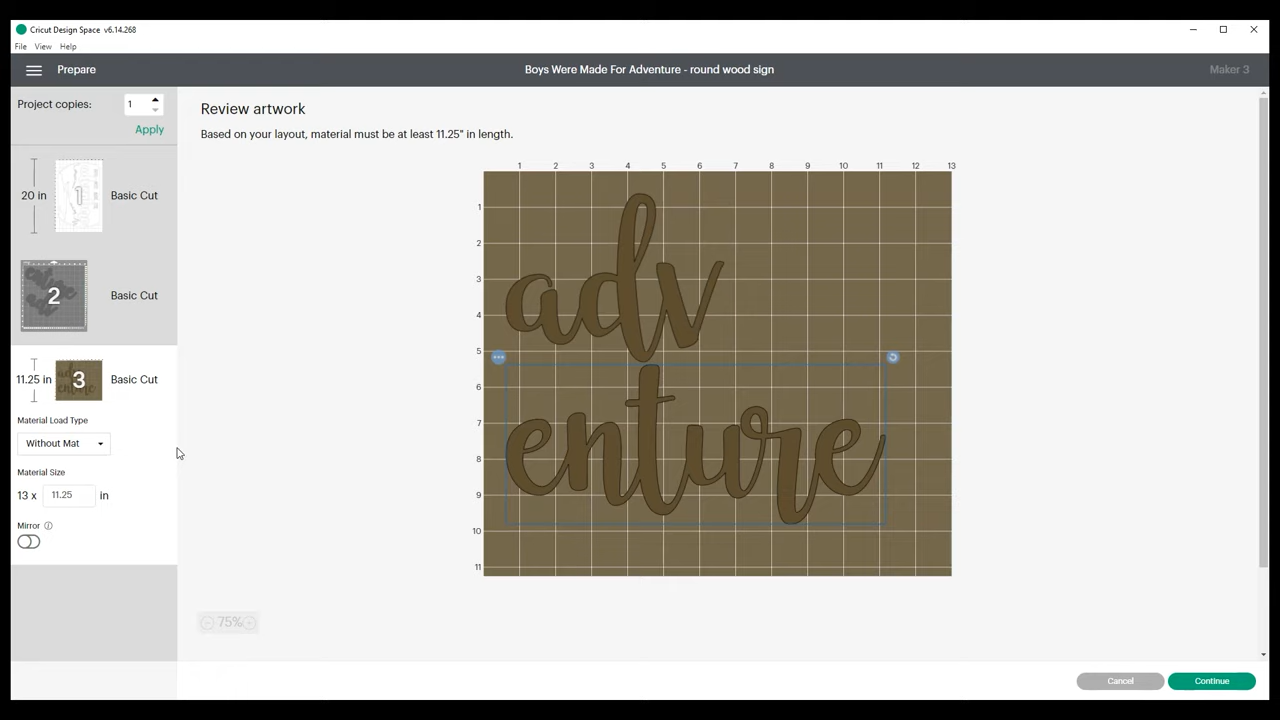 Cricut Design Space v6.14.268
File View Help
Prepare
Boys Were Made For Adventure - round wood sign
Maker 3
Project copies: 1
Apply
20 in 1 Basic Cut
2 Basic Cut
11.25 in 3 Basic Cut
Material Load Type
Without Mat
Material Size
13 x 11.25 in
Mirror
Review artwork
Based on your layout, material must be at least 11.25" in length.
1 2 3 4 5 6 7 8 9 10 11 12 13
1
2
3
4
5
6
7
8
9
10
11
adv
enture
75%
Cancel Continue